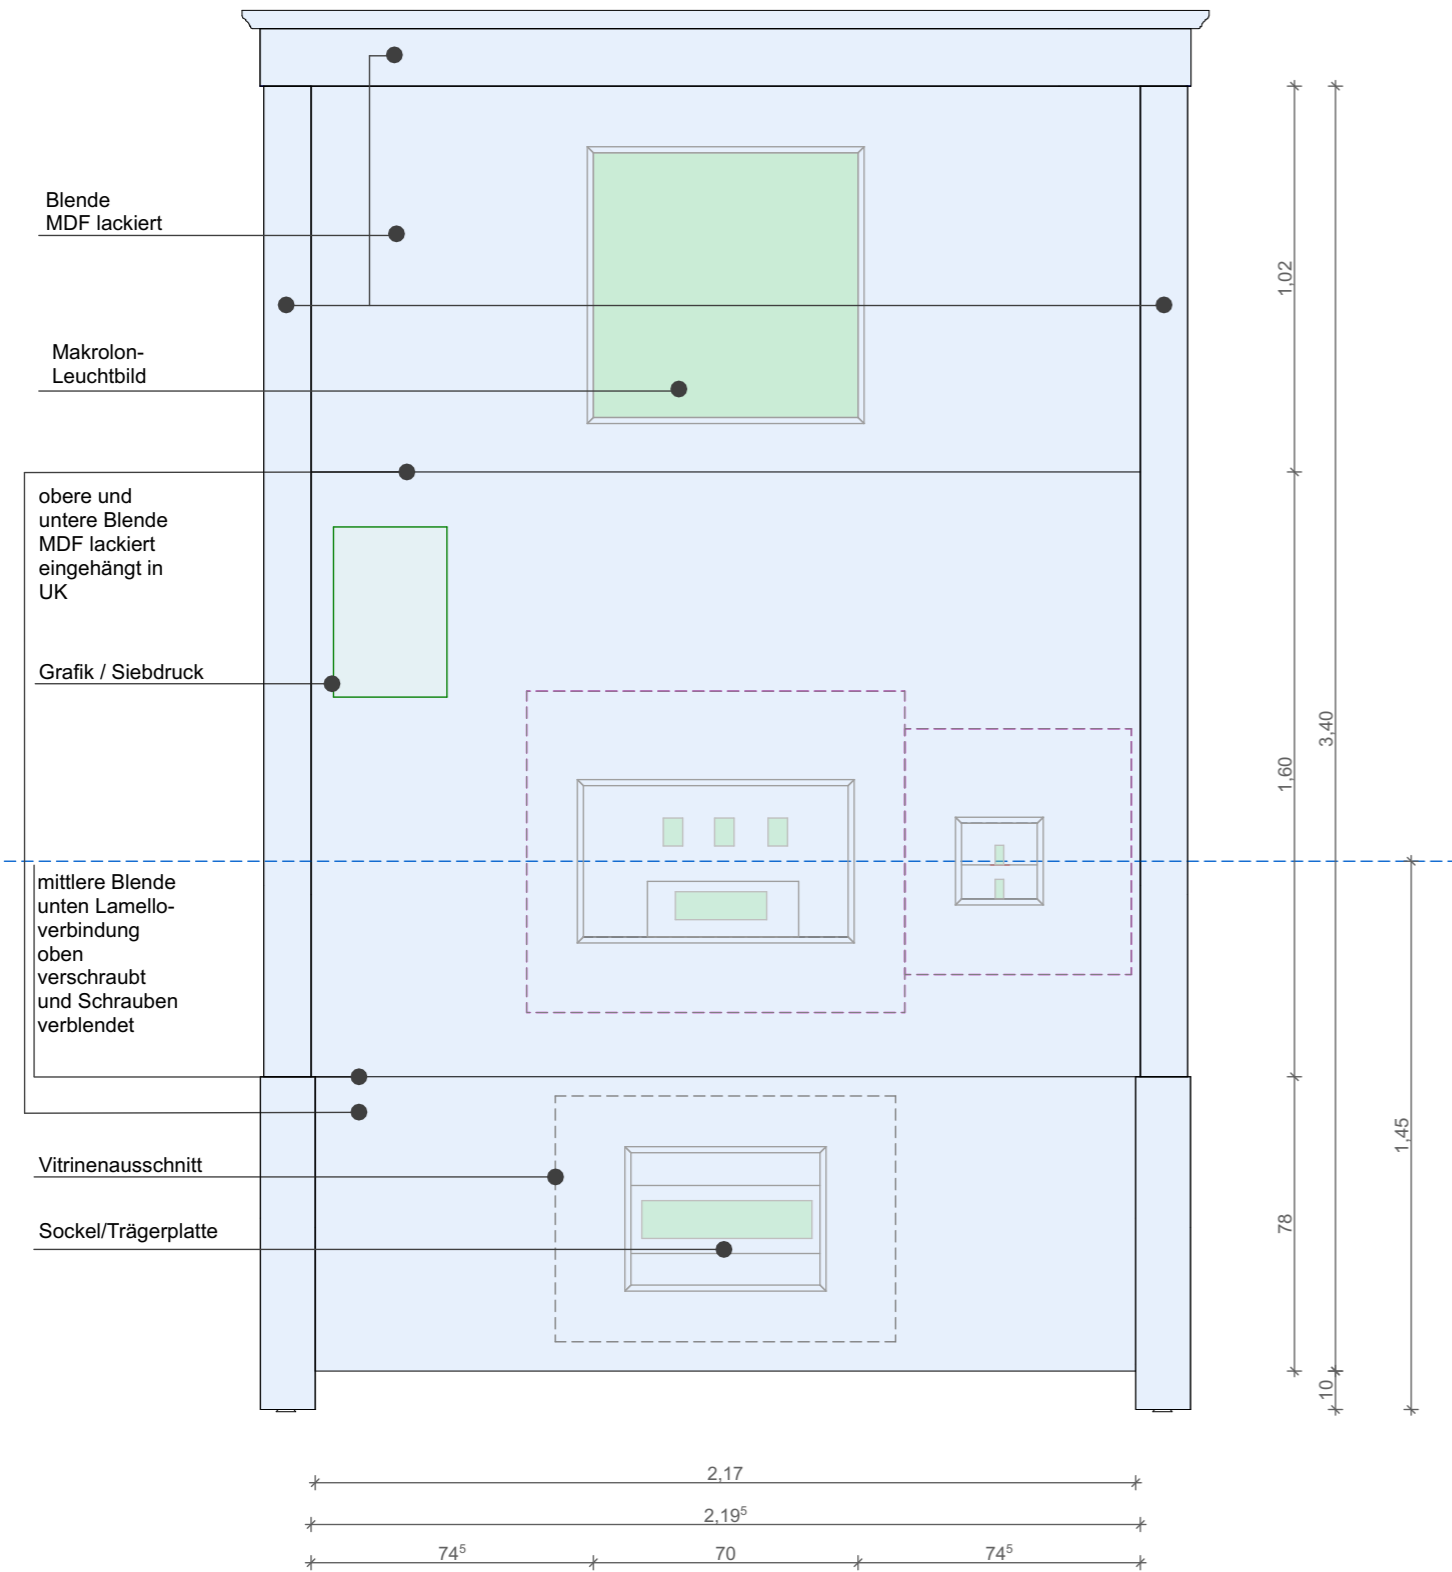 Blende
MDF lackiert
Makrolon-
Leuchtbild
obere und
untere Blende
MDF lackiert
eingehängt in
UK
Grafik / Siebdruck
mittlere Blende
unten Lamello-
verbindung
oben
verschraubt
und Schrauben
verblendet
Vitrinenausschnitt
Sockel/Trägerplatte
1,02
1,60
3,40
78
10
1,45
2,17
2,19⁵
74⁵
70
74⁵